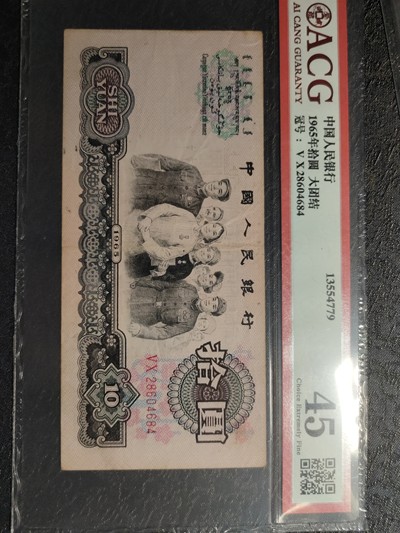 ACG
AI CANG GUARANTY
中国人民银行
1965年拾圆 大团结
冠号: VX28604684
13554779
45
Choice Extremely Fine
中國人民銀行
SHI YUAN
1965
拾圓
VX 28604684
10